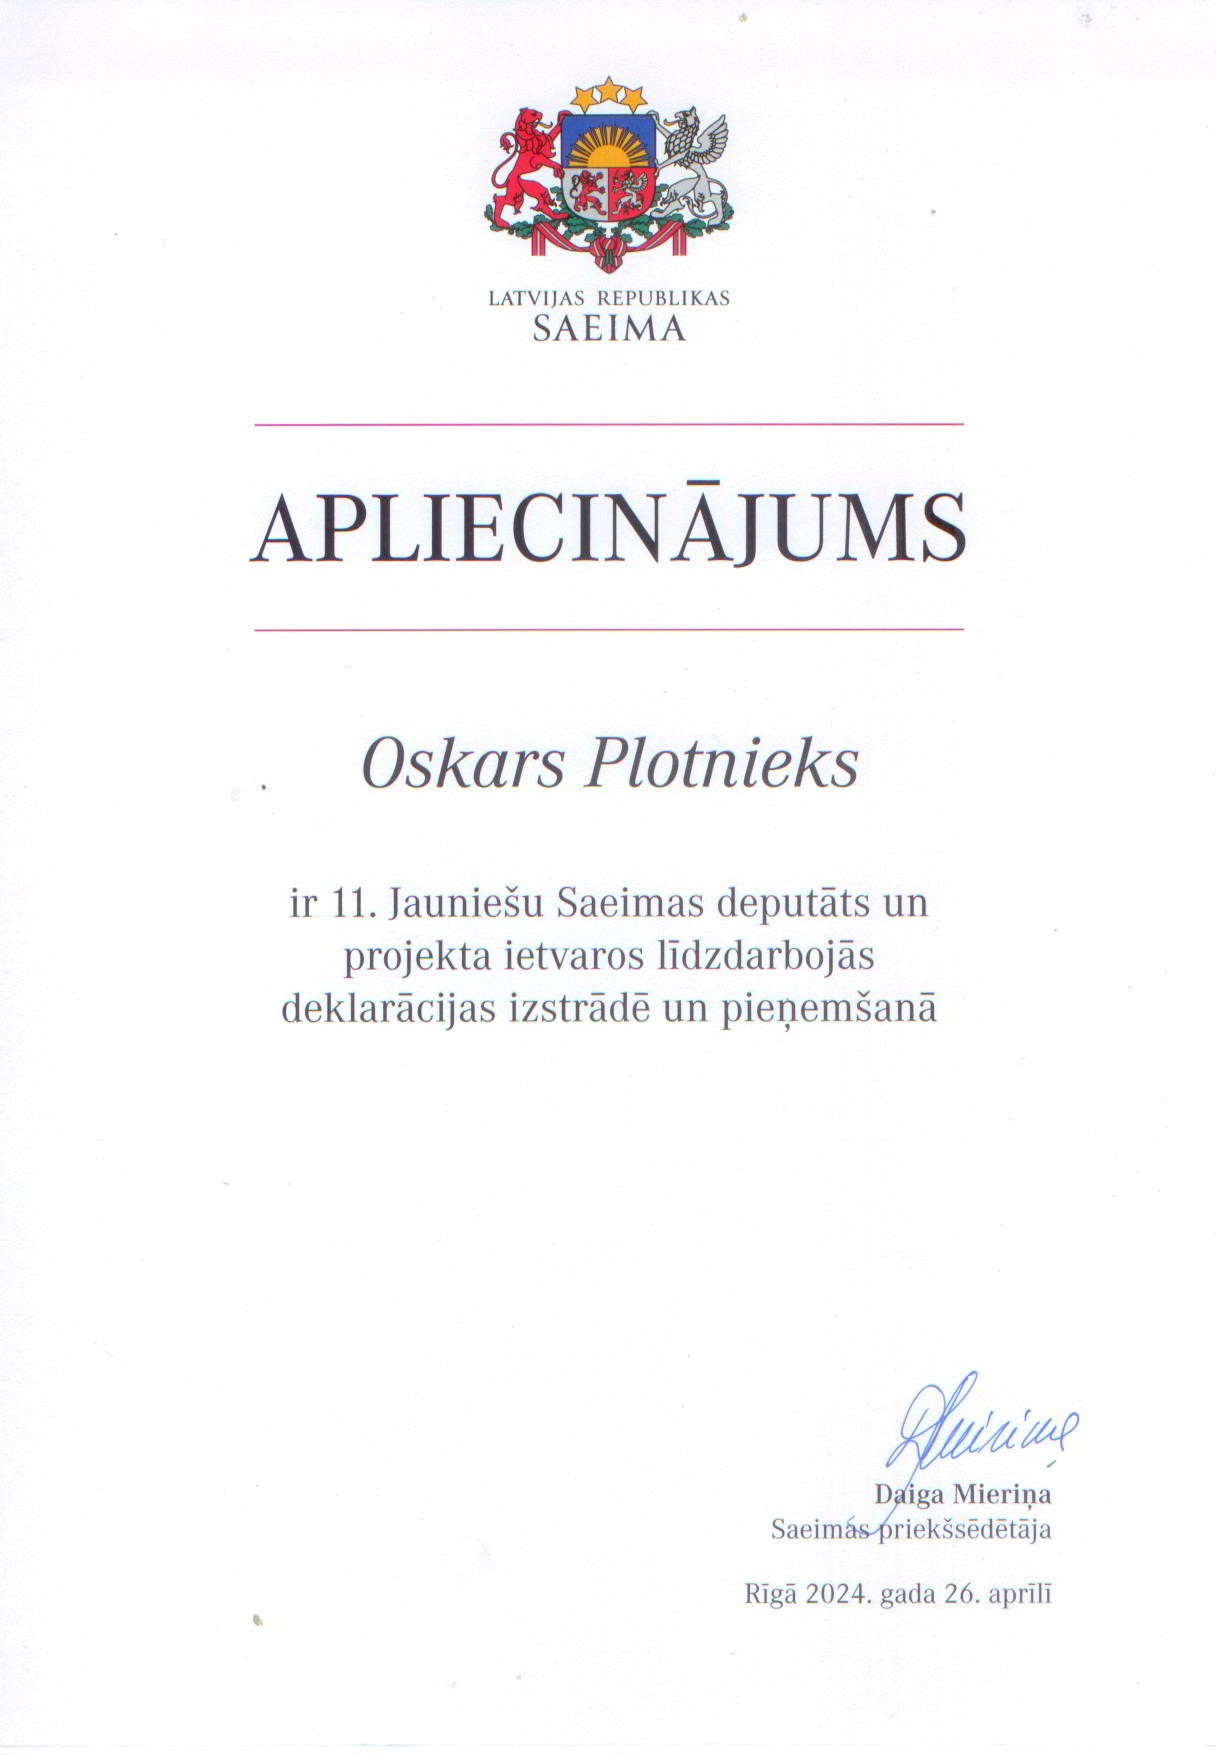 LATVIJAS REPUBLIKAS
SAEIMA
APLIECINĀJUMS
Oskars Plotnieks
ir 11. Jauniešu Saeimas deputāts un
projekta ietvaros līdzdarbojās
deklarācijas izstrādē un pieņemšanā
Daiga Mieriņa
Saeimas priekšsēdētāja
Rīgā 2024. gada 26. aprīlī